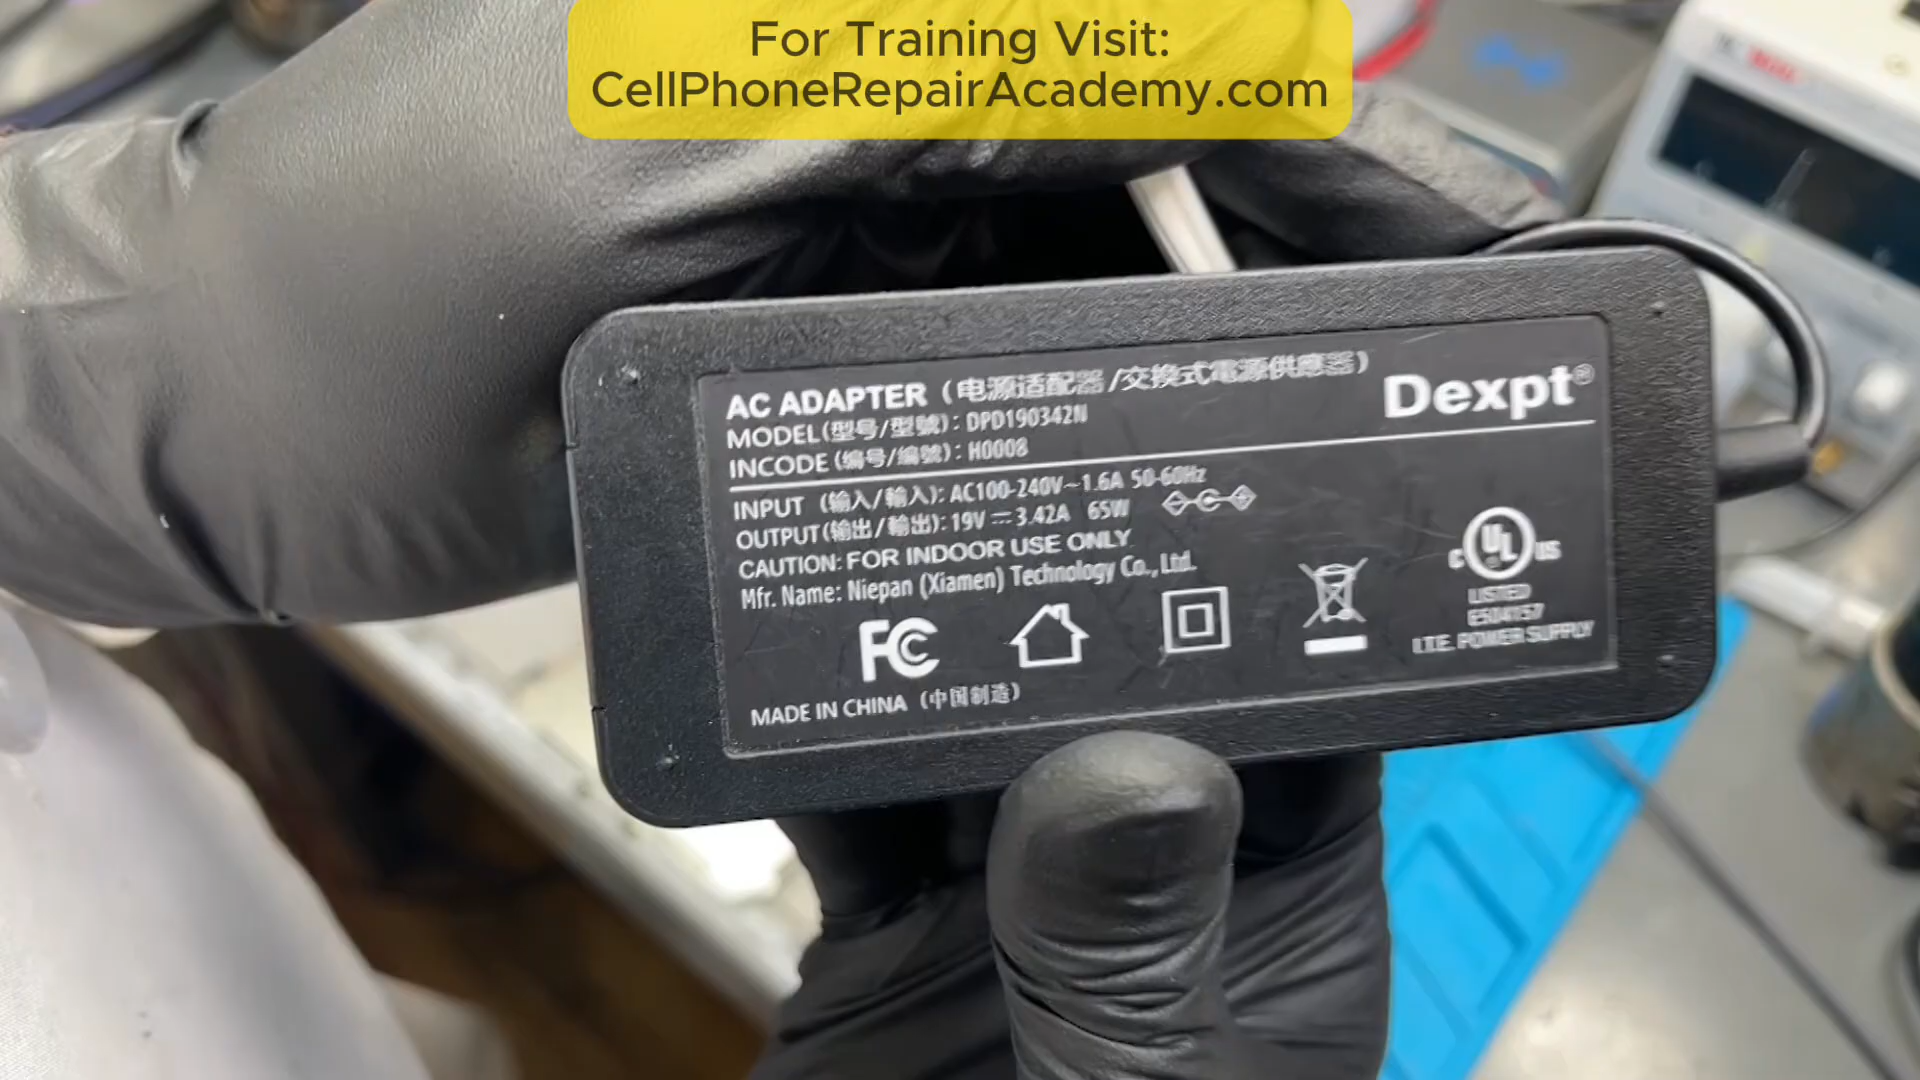 For Training Visit:
CellPhoneRepairAcademy.com
AC ADAPTER (电源适配器/交換式電源供應器)
Dexpt®
MODEL(型号/型號): DPD190342N
INCODE(编号/編號): H0008
INPUT (输入/輸入): AC100-240V~1.6A 50-60Hz
OUTPUT(输出/輸出): 19V⎓3.42A 65W
CAUTION: FOR INDOOR USE ONLY
Mfr. Name: Niepan (Xiamen) Technology Co., Ltd.
FC
C UL US
LISTED
E504157
I.T.E. POWER SUPPLY
MADE IN CHINA (中国制造)